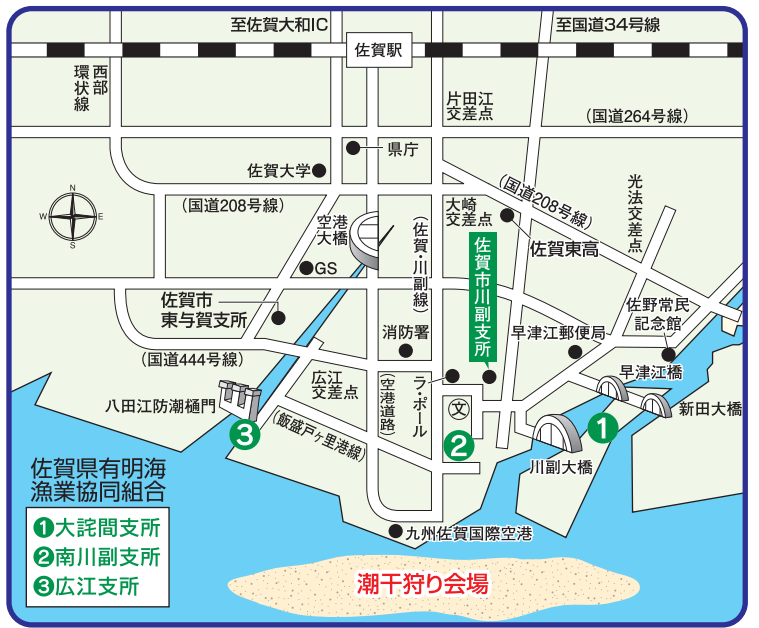 至佐賀大和IC
佐賀駅
至国道34号線
西部
環状線
片田江
交差点
(国道264号線)
県庁
佐賀大学
(国道208号線)
光法交差点
N
W
E
S
(国道208号線)
空港
大橋
(佐賀・川副線)
大崎
交差点
佐賀東高
佐賀市川副支所
GS
佐賀市
東与賀支所
佐野常民
記念館
消防署
早津江郵便局
(国道444号線)
早津江橋
広江
交差点
(空港道路)
ラ・ポール
文
新田大橋
八田江防潮樋門
3
(飯盛戸ヶ里港線)
2
1
川副大橋
佐賀県有明海
漁業協同組合
1大詫間支所
2南川副支所
3広江支所
九州佐賀国際空港
潮干狩り会場